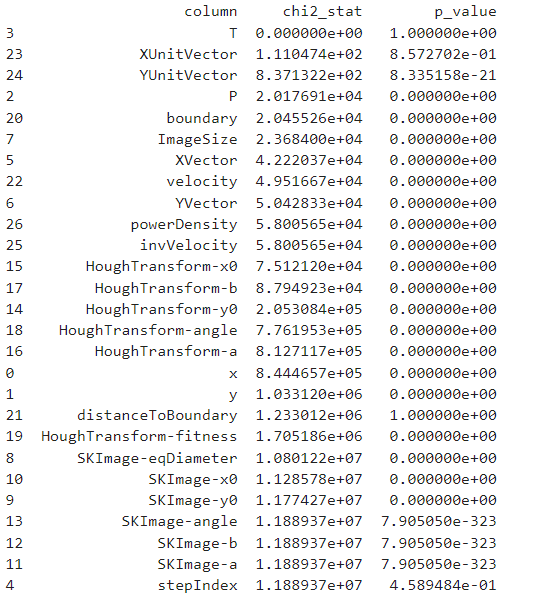 column chi2_stat p_value
3 T 0.000000e+00 1.000000e+00
23 XUnitVector 1.110474e+02 8.572702e-01
24 YUnitVector 8.371322e+02 8.335158e-21
2 P 2.017691e+04 0.000000e+00
20 boundary 2.045526e+04 0.000000e+00
7 ImageSize 2.368400e+04 0.000000e+00
5 XVector 4.222037e+04 0.000000e+00
22 velocity 4.951667e+04 0.000000e+00
6 YVector 5.042833e+04 0.000000e+00
26 powerDensity 5.800565e+04 0.000000e+00
25 invVelocity 5.800565e+04 0.000000e+00
15 HoughTransform-x0 7.512120e+04 0.000000e+00
17 HoughTransform-b 8.794923e+04 0.000000e+00
14 HoughTransform-y0 2.053084e+05 0.000000e+00
18 HoughTransform-angle 7.761953e+05 0.000000e+00
16 HoughTransform-a 8.127117e+05 0.000000e+00
0 x 8.444657e+05 0.000000e+00
1 y 1.033120e+06 0.000000e+00
21 distanceToBoundary 1.233012e+06 1.000000e+00
19 HoughTransform-fitness 1.705186e+06 0.000000e+00
8 SKImage-eqDiameter 1.080122e+07 0.000000e+00
10 SKImage-x0 1.128578e+07 0.000000e+00
9 SKImage-y0 1.177427e+07 0.000000e+00
13 SKImage-angle 1.188937e+07 7.905050e-323
12 SKImage-b 1.188937e+07 7.905050e-323
11 SKImage-a 1.188937e+07 7.905050e-323
4 stepIndex 1.188937e+07 4.589484e-01